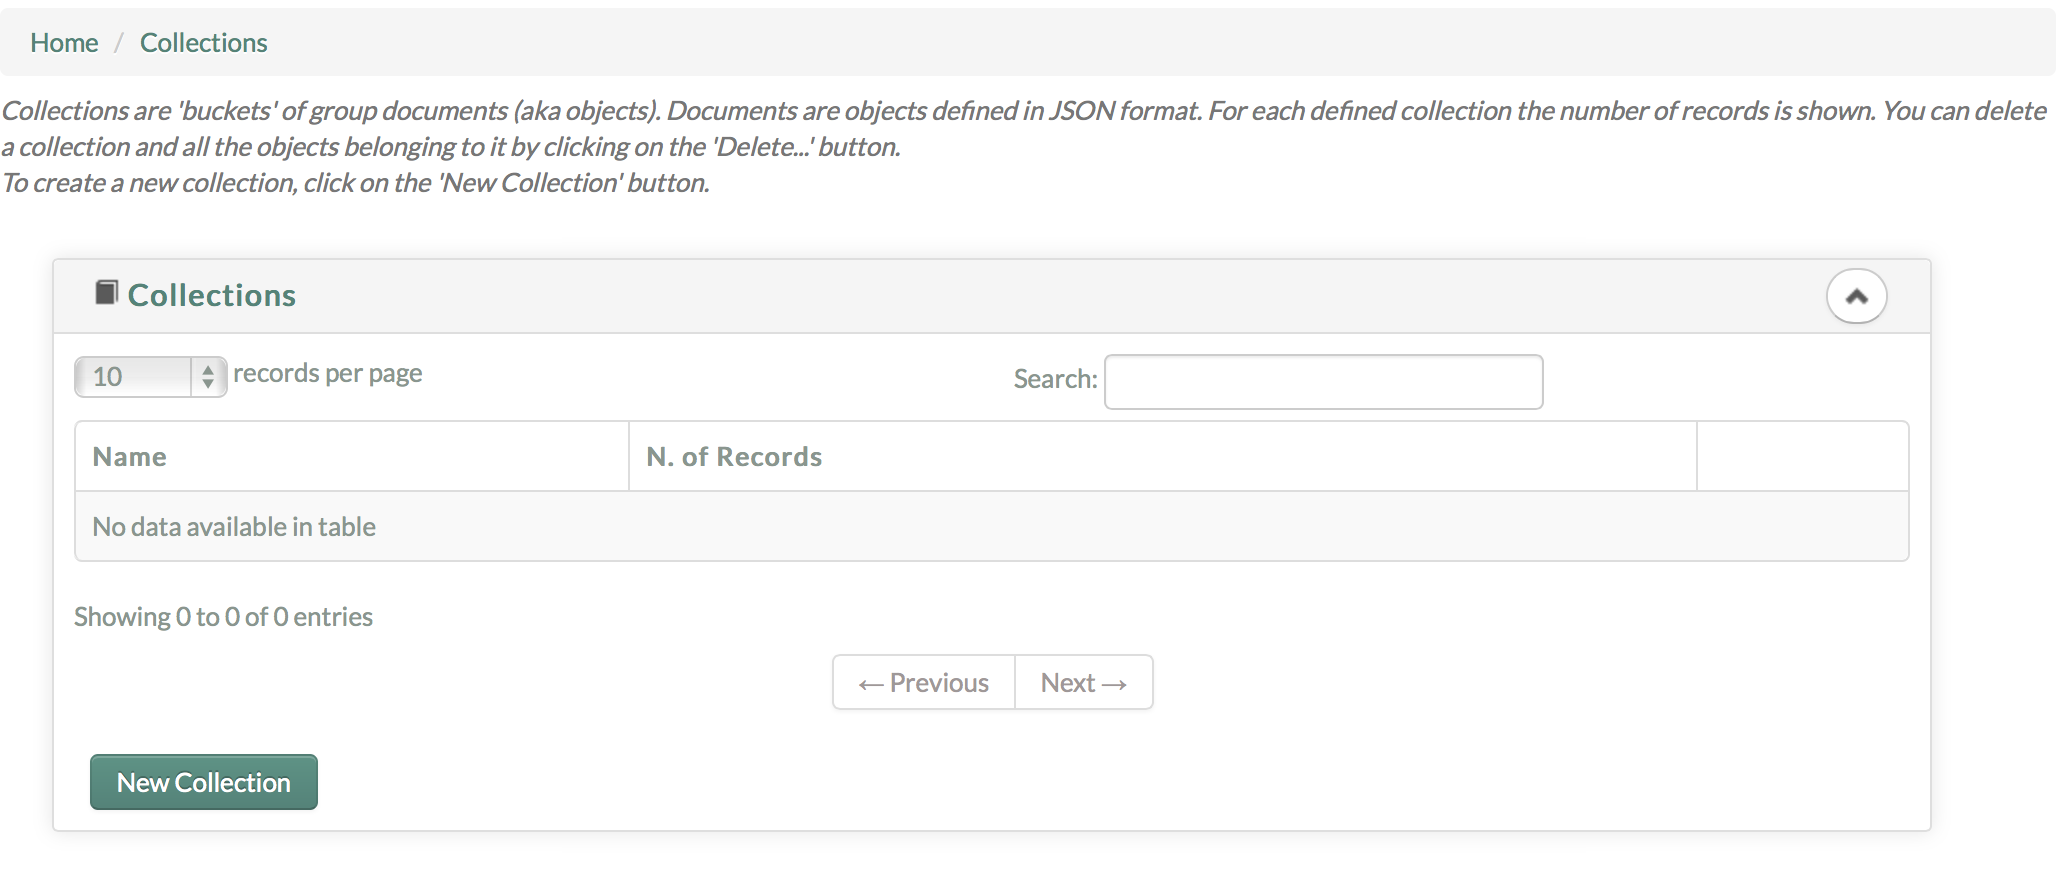 Home / Collections
Collections are 'buckets' of group documents (aka objects). Documents are objects defined in JSON format. For each defined collection the number of records is shown. You can delete
a collection and all the objects belonging to it by clicking on the 'Delete...' button.
To create a new collection, click on the 'New Collection' button.
Collections
10 records per page Search:
Name N. of Records
No data available in table
Showing 0 to 0 of 0 entries
← Previous Next →
New Collection